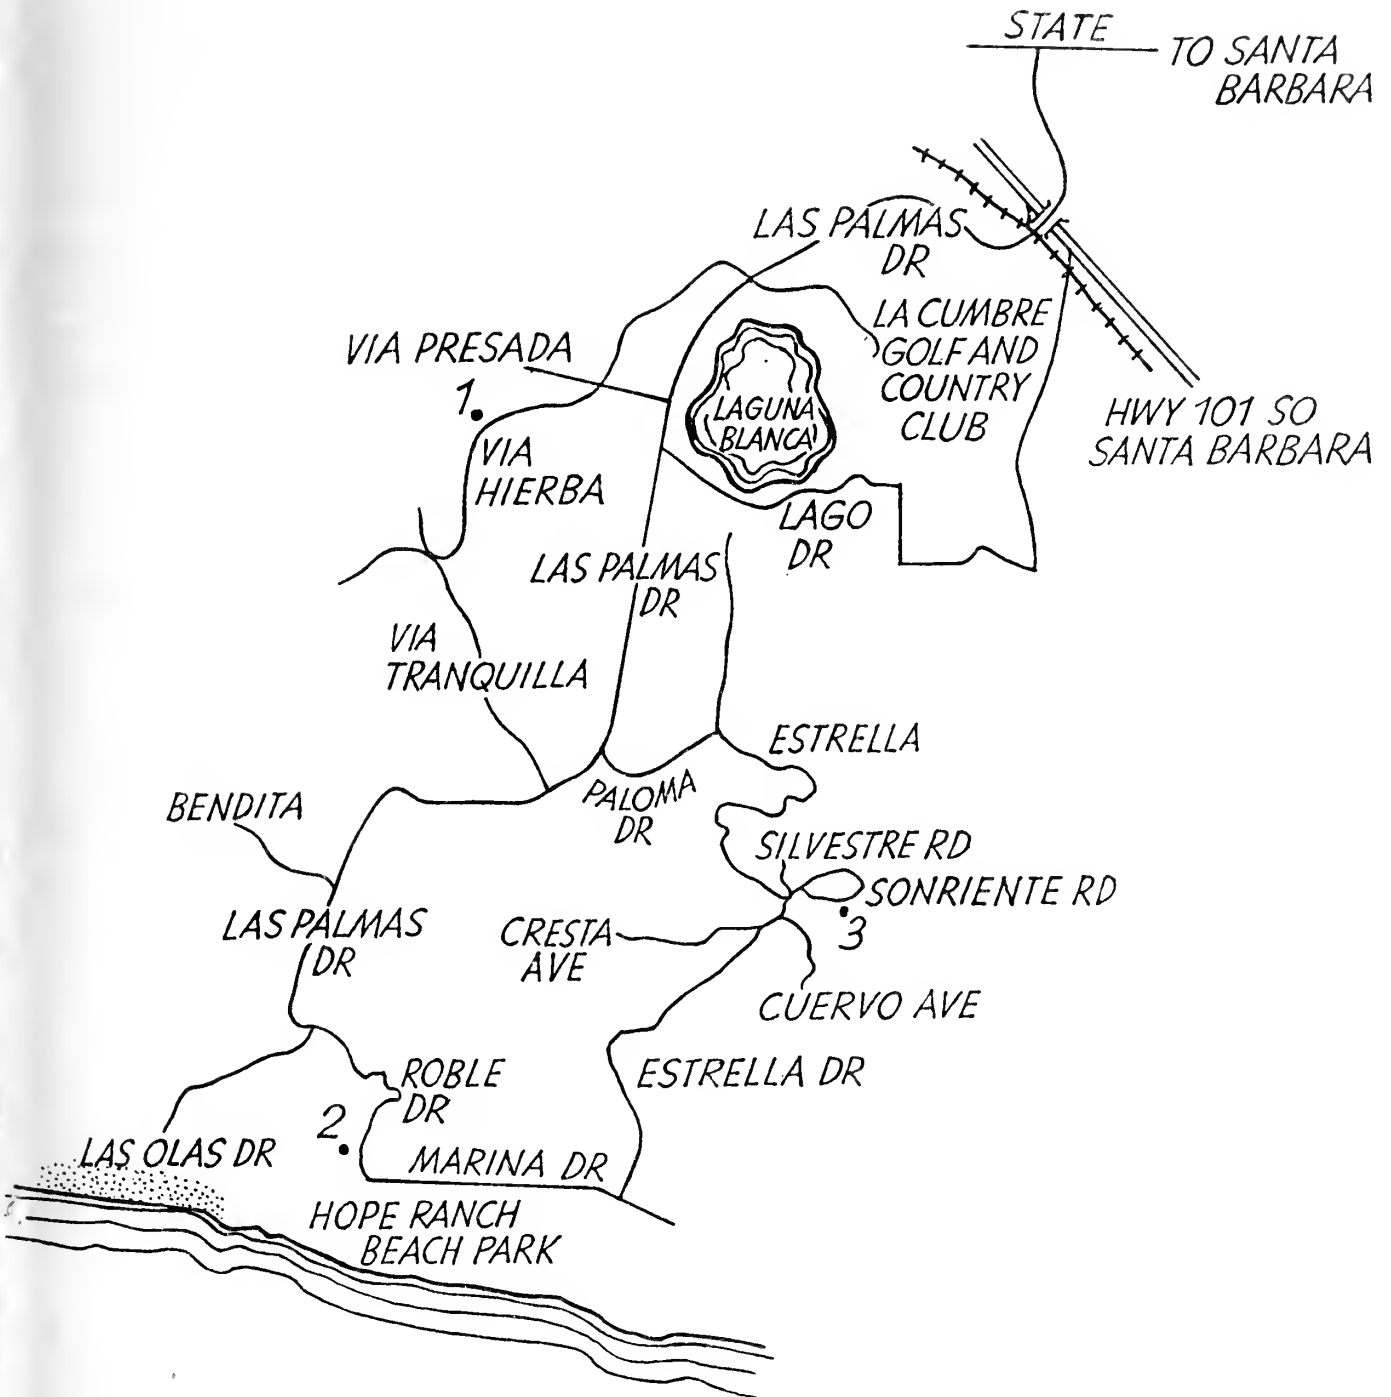 STATE
TO SANTA
BARBARA
LAS PALMAS
DR
LA CUMBRE
GOLF AND
COUNTRY
CLUB
VIA PRESADA
1
LAGUNA
BLANCA
HWY 101 SO
SANTA BARBARA
VIA
HIERBA
LAGO
DR
LAS PALMAS
DR
VIA
TRANQUILLA
ESTRELLA
PALOMA
DR
BENDITA
SILVESTRE RD
SONRIENTE RD
3
LAS PALMAS
DR
CRESTA
AVE
CUERVO AVE
ROBLE
DR
ESTRELLA DR
2
LAS OLAS DR
MARINA DR
HOPE RANCH
BEACH PARK